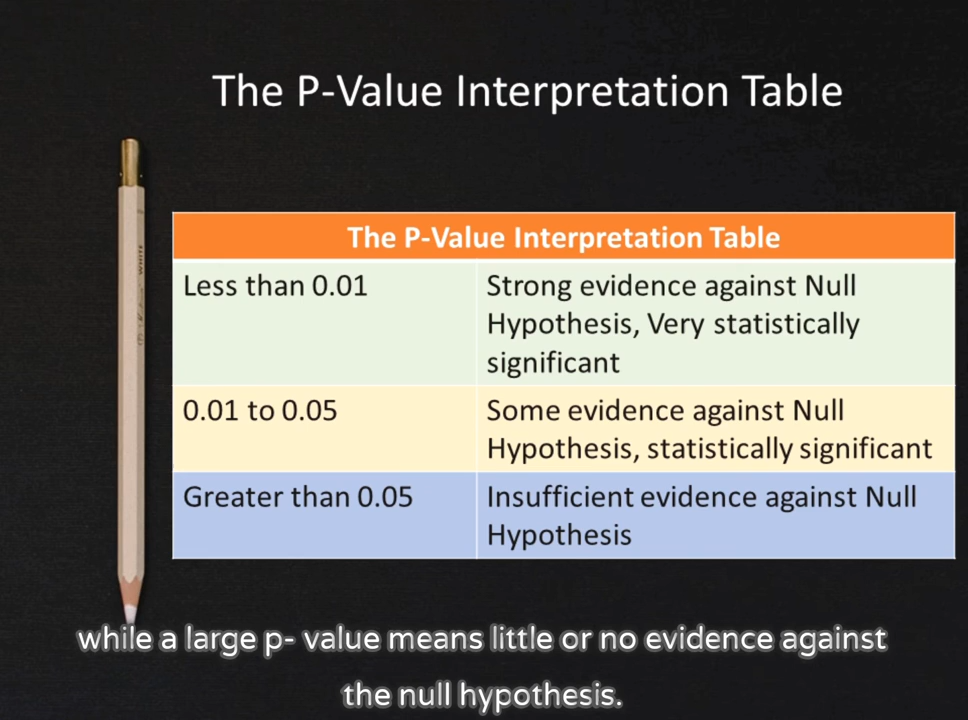 The P-Value Interpretation Table
The P-Value Interpretation Table
Less than 0.01
Strong evidence against Null
Hypothesis, Very statistically
significant
0.01 to 0.05
Some evidence against Null
Hypothesis, statistically significant
Greater than 0.05
Insufficient evidence against Null
Hypothesis
while a large p- value means little or no evidence against
the null hypothesis.